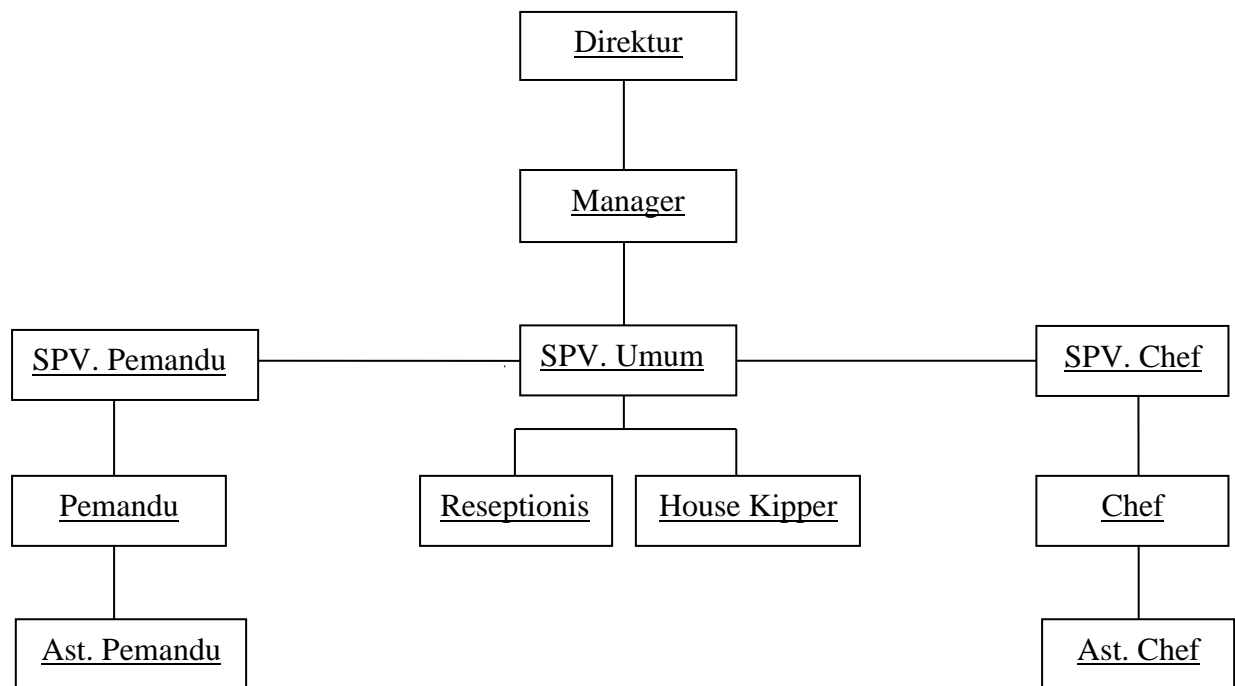 Direktur
Manager
SPV. Pemandu
SPV. Umum
SPV. Chef
Pemandu
Reseptionis
House Kipper
Chef
Ast. Pemandu
Ast. Chef